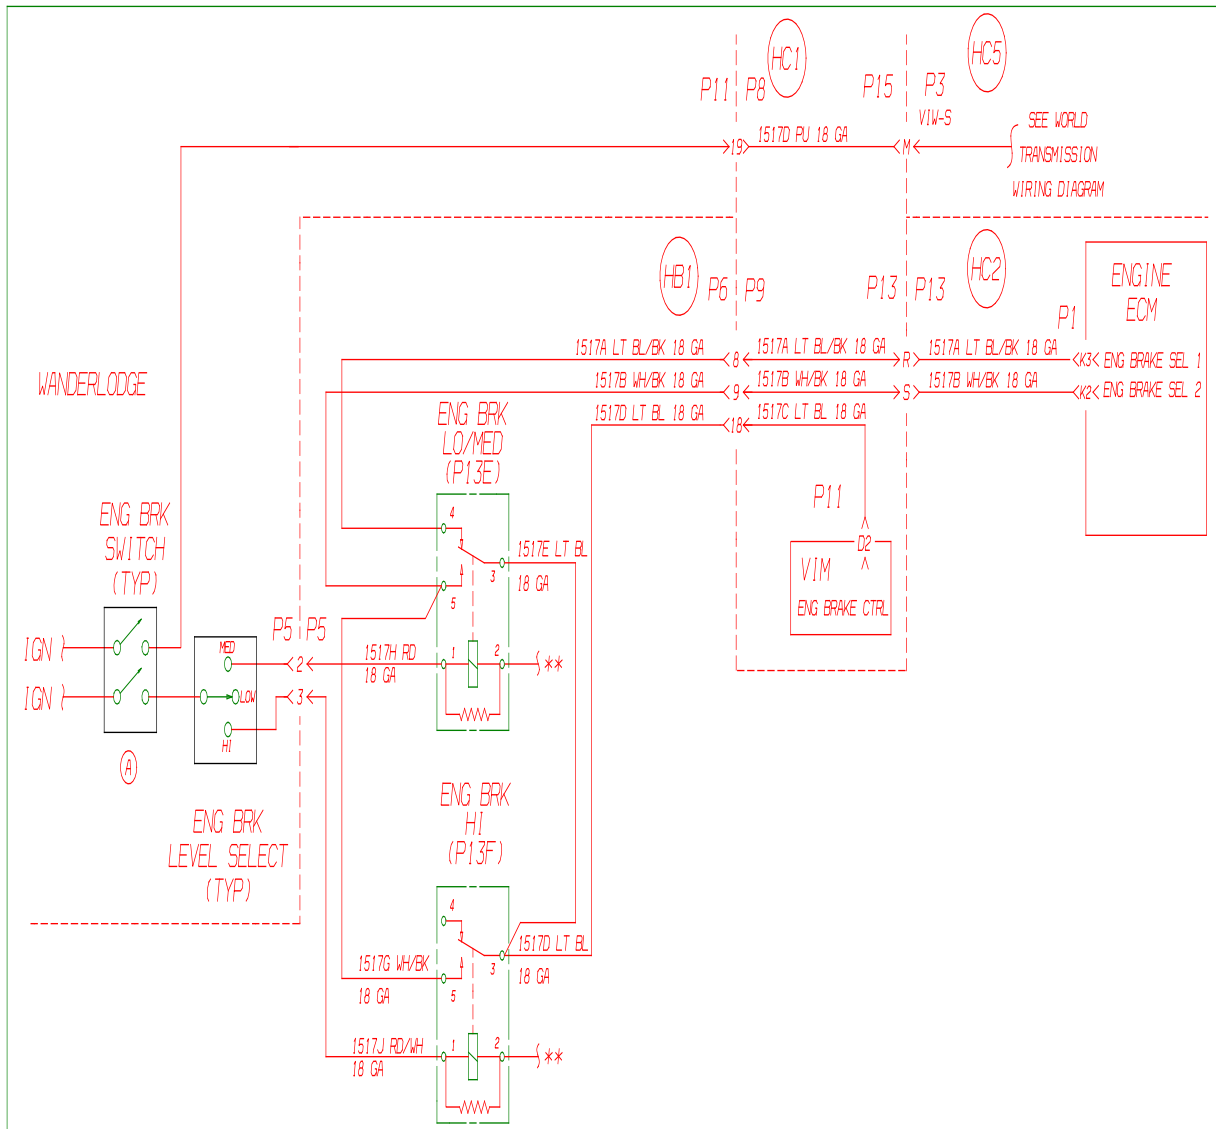 HC1
HC5
P11
P8
P15
P3
VIW-S
1517D PU 18 GA
19
M
SEE WORLD
TRANSMISSION
WIRING DIAGRAM
HB1
P6
P9
P13
P13
HC2
P1
ENGINE
ECM
1517A LT BL/BK 18 GA
8
1517A LT BL/BK 18 GA
R
1517A LT BL/BK 18 GA
K3
ENG BRAKE SEL 1
1517B WH/BK 18 GA
9
1517B WH/BK 18 GA
S
1517B WH/BK 18 GA
K2
ENG BRAKE SEL 2
1517D LT BL 18 GA
18
1517C LT BL 18 GA
WANDERLODGE
ENG BRK
LO/MED
(P13E)
P11
D2
VIM
ENG BRAKE CTRL
ENG BRK
SWITCH
(TYP)
4
3
5
1517E LT BL
18 GA
IGN
IGN
A
MED
LOW
HI
P5
P5
2
3
1517H RD
18 GA
1
2
**
ENG BRK
LEVEL SELECT
(TYP)
ENG BRK
HI
(P13F)
4
3
5
1517D LT BL
18 GA
1517G WH/BK
18 GA
1517J RD/WH
18 GA
1
2
**